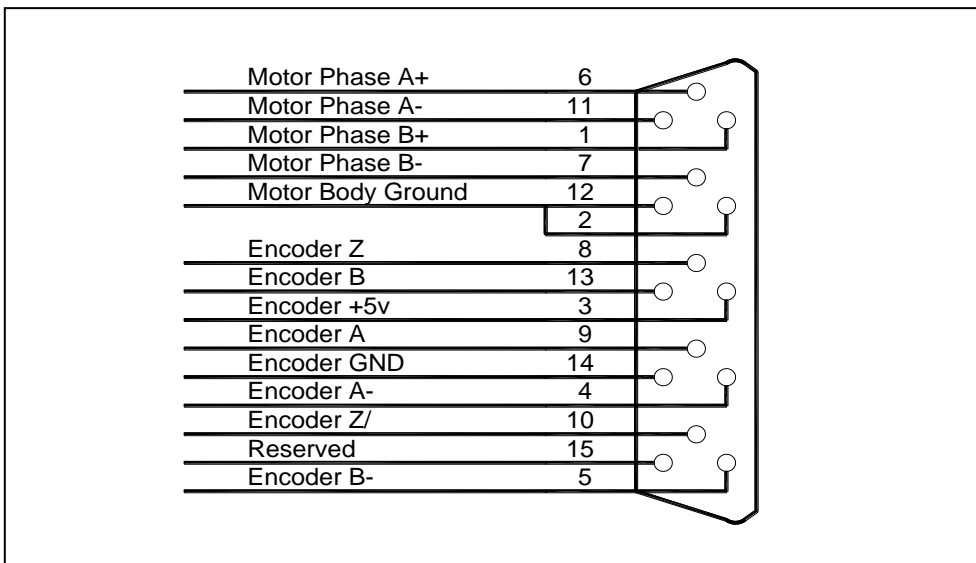 Motor Phase A+ 6
Motor Phase A- 11
Motor Phase B+ 1
Motor Phase B- 7
Motor Body Ground 12
2
Encoder Z 8
Encoder B 13
Encoder +5v 3
Encoder A 9
Encoder GND 14
Encoder A- 4
Encoder Z/ 10
Reserved 15
Encoder B- 5